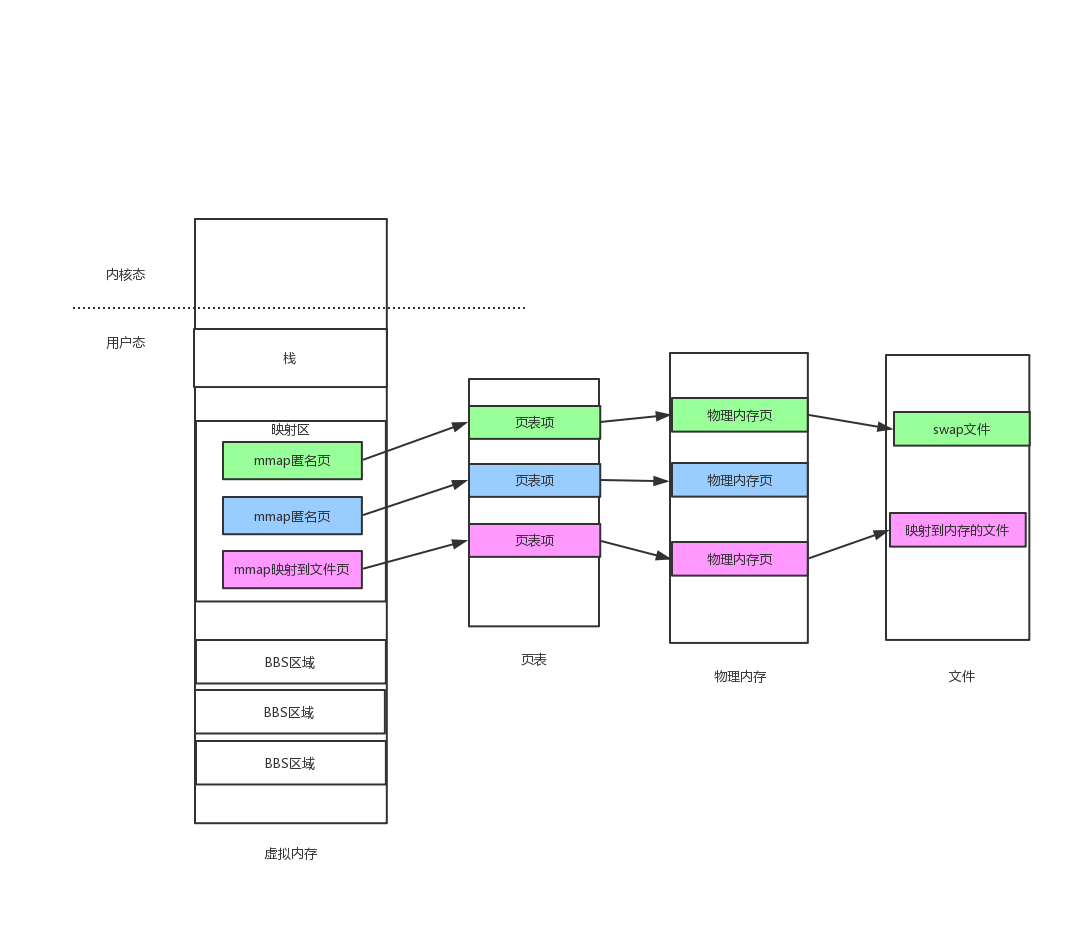 内核态
用户态
栈
映射区
mmap匿名页
mmap匿名页
mmap映射到文件页
BBS区域
BBS区域
BBS区域
虚拟内存
页表项
页表项
页表项
页表
物理内存页
物理内存页
物理内存页
物理内存
swap文件
映射到内存的文件
文件